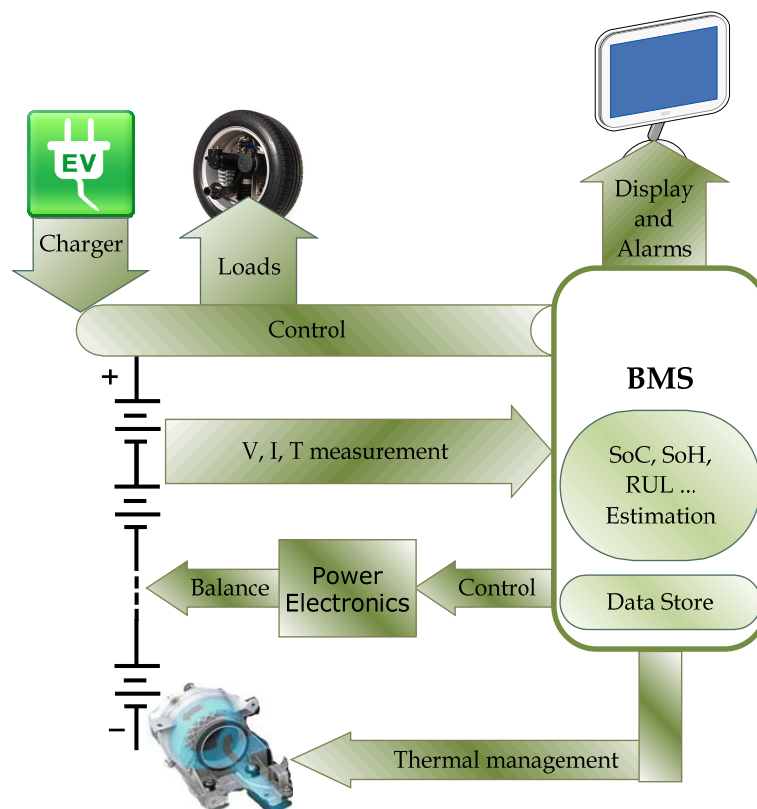 EV
Charger
Loads
Display
and
Alarms
Control
+
BMS
V, I, T measurement
SoC, SoH,
RUL ...
Estimation
Balance
Power
Electronics
Control
Data Store
−
Thermal management